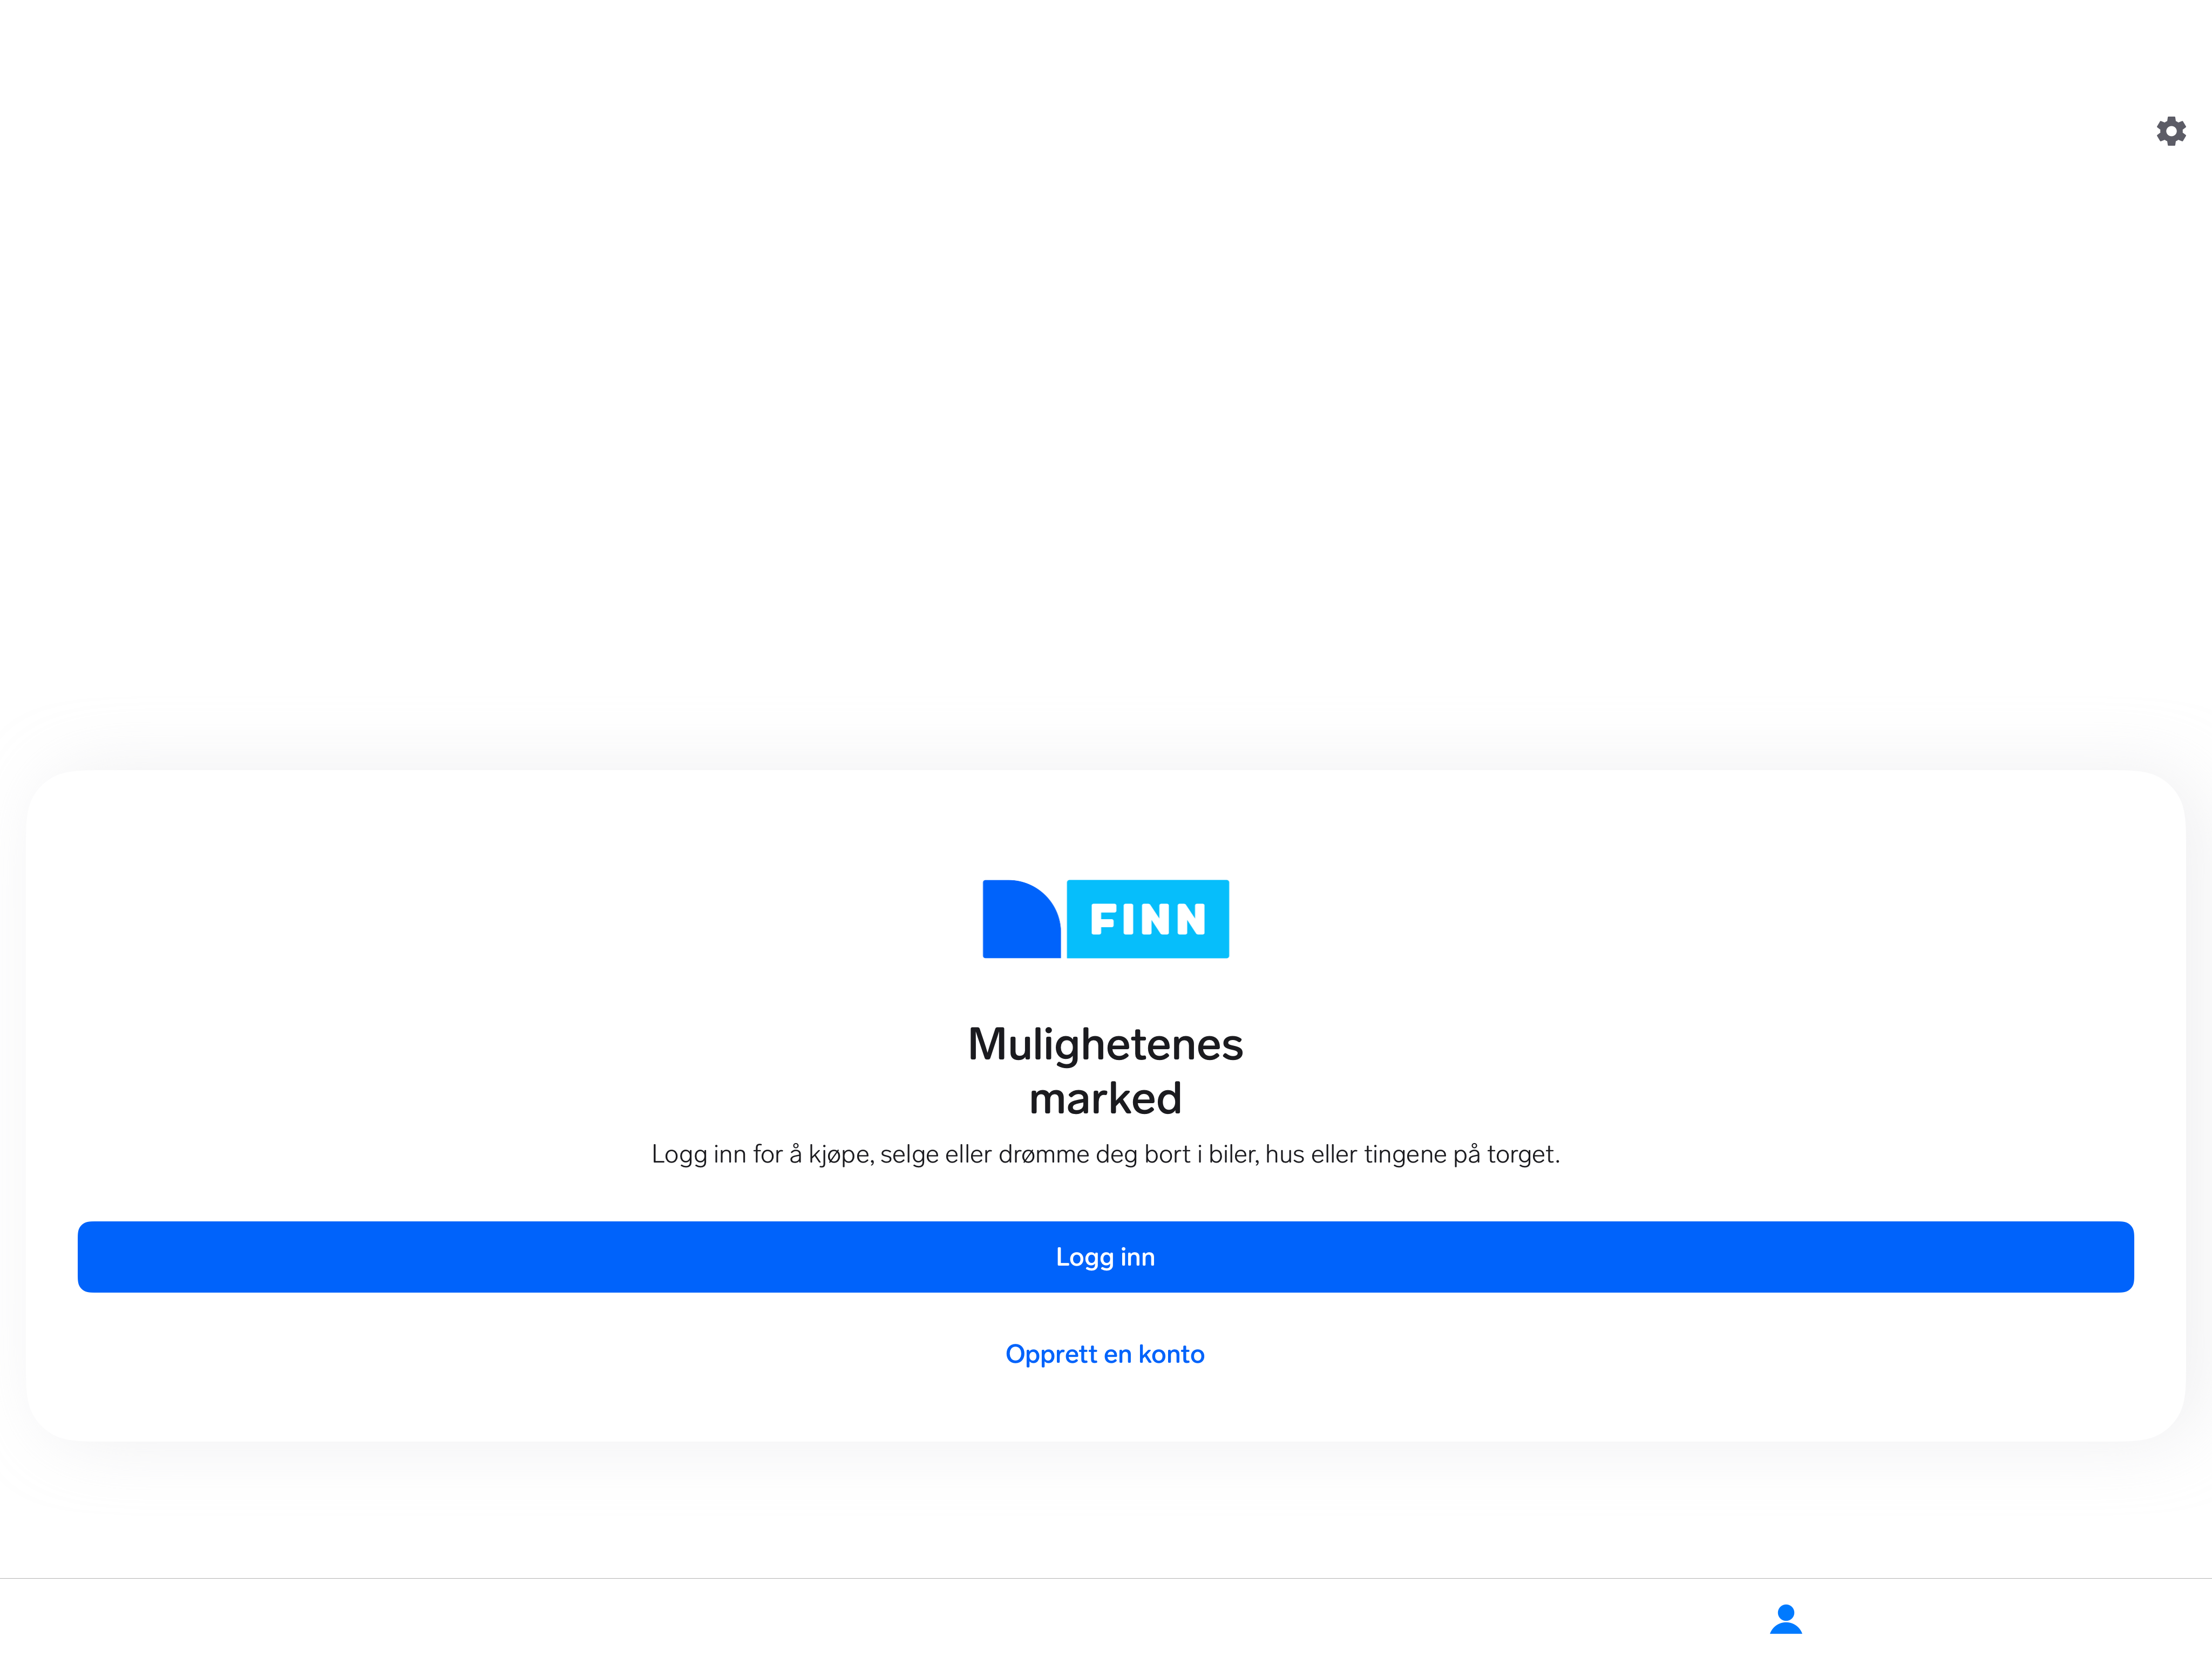 FINN
Mulighetenes
marked
Logg inn for å kjøpe, selge eller drømme deg bort i biler, hus eller tingene på torget.
Logg inn
Opprett en konto